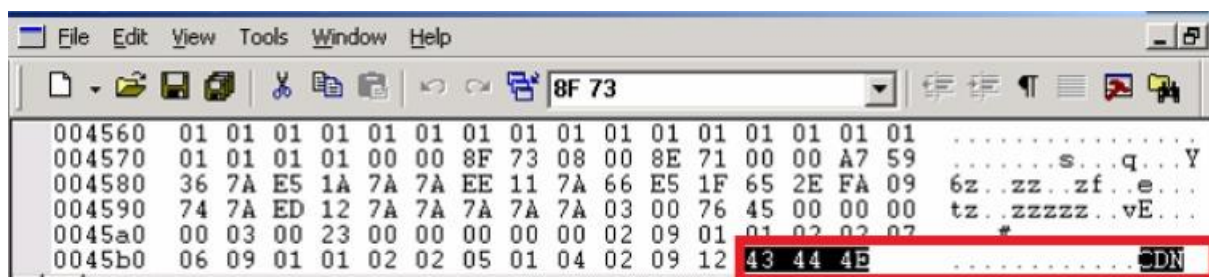 File Edit View Tools Window Help
8F 73
004560 01 01 01 01 01 01 01 01 01 01 01 01 01 01 01 01 ................
004570 01 01 01 01 00 00 8F 73 08 00 8E 71 00 00 A7 59 .......s...q...Y
004580 36 7A E5 1A 7A 7A EE 11 7A 66 E5 1F 65 2E FA 09 6z..zz..zf..e...
004590 74 7A ED 12 7A 7A 7A 7A 7A 03 00 76 45 00 00 00 tz..zzzzz..vE...
0045a0 00 03 00 23 00 00 00 00 00 02 09 01 01 02 02 07 ...#............
0045b0 06 09 01 01 02 02 05 01 04 02 09 12 43 44 4E ............CDN